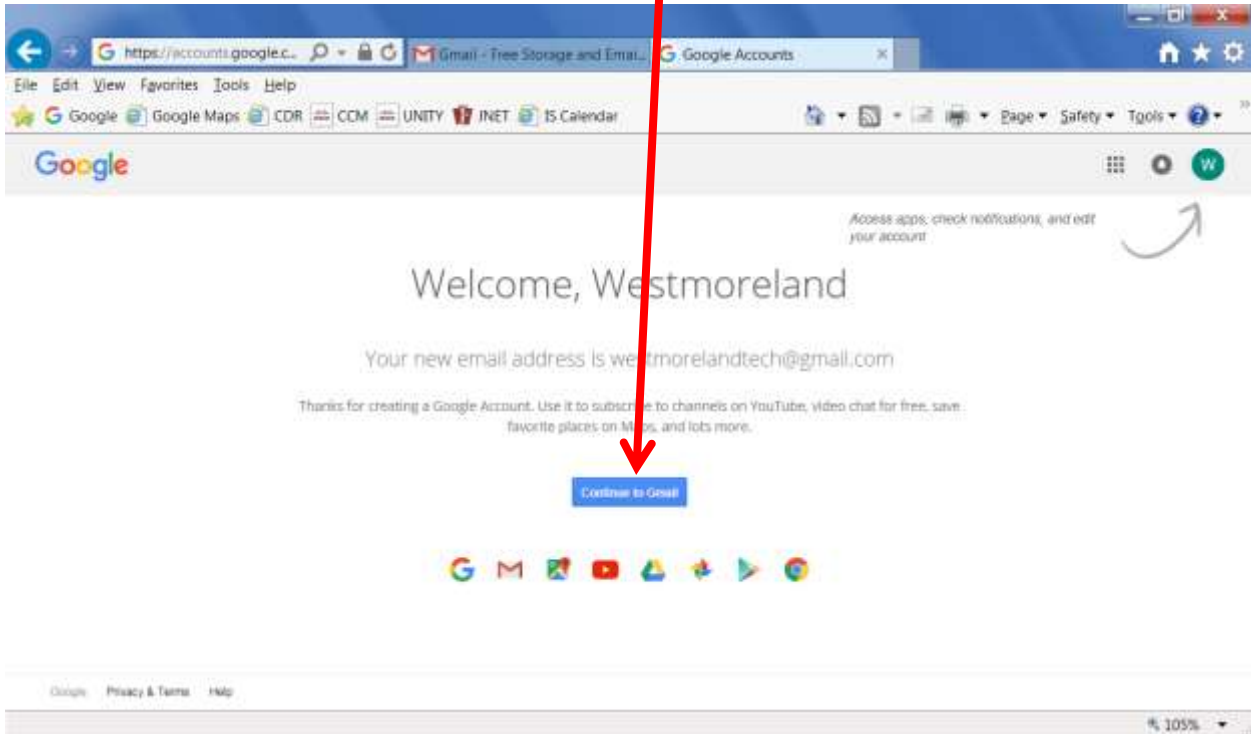 https://accounts.google.c...
Gmail - Free Storage and Emai...
Google Accounts
File Edit View Favorites Tools Help
Google Google Maps CDR CCM UNITY JNET IS Calendar
Page Safety Tools
Google
W
Access apps, check notifications, and edit
your account
Welcome, Westmoreland
Your new email address is westmorelandtech@gmail.com
Thanks for creating a Google Account. Use it to subscribe to channels on YouTube, video chat for free, save
favorite places on Maps, and lots more.
Continue to Gmail
Google Privacy & Terms Help
105%